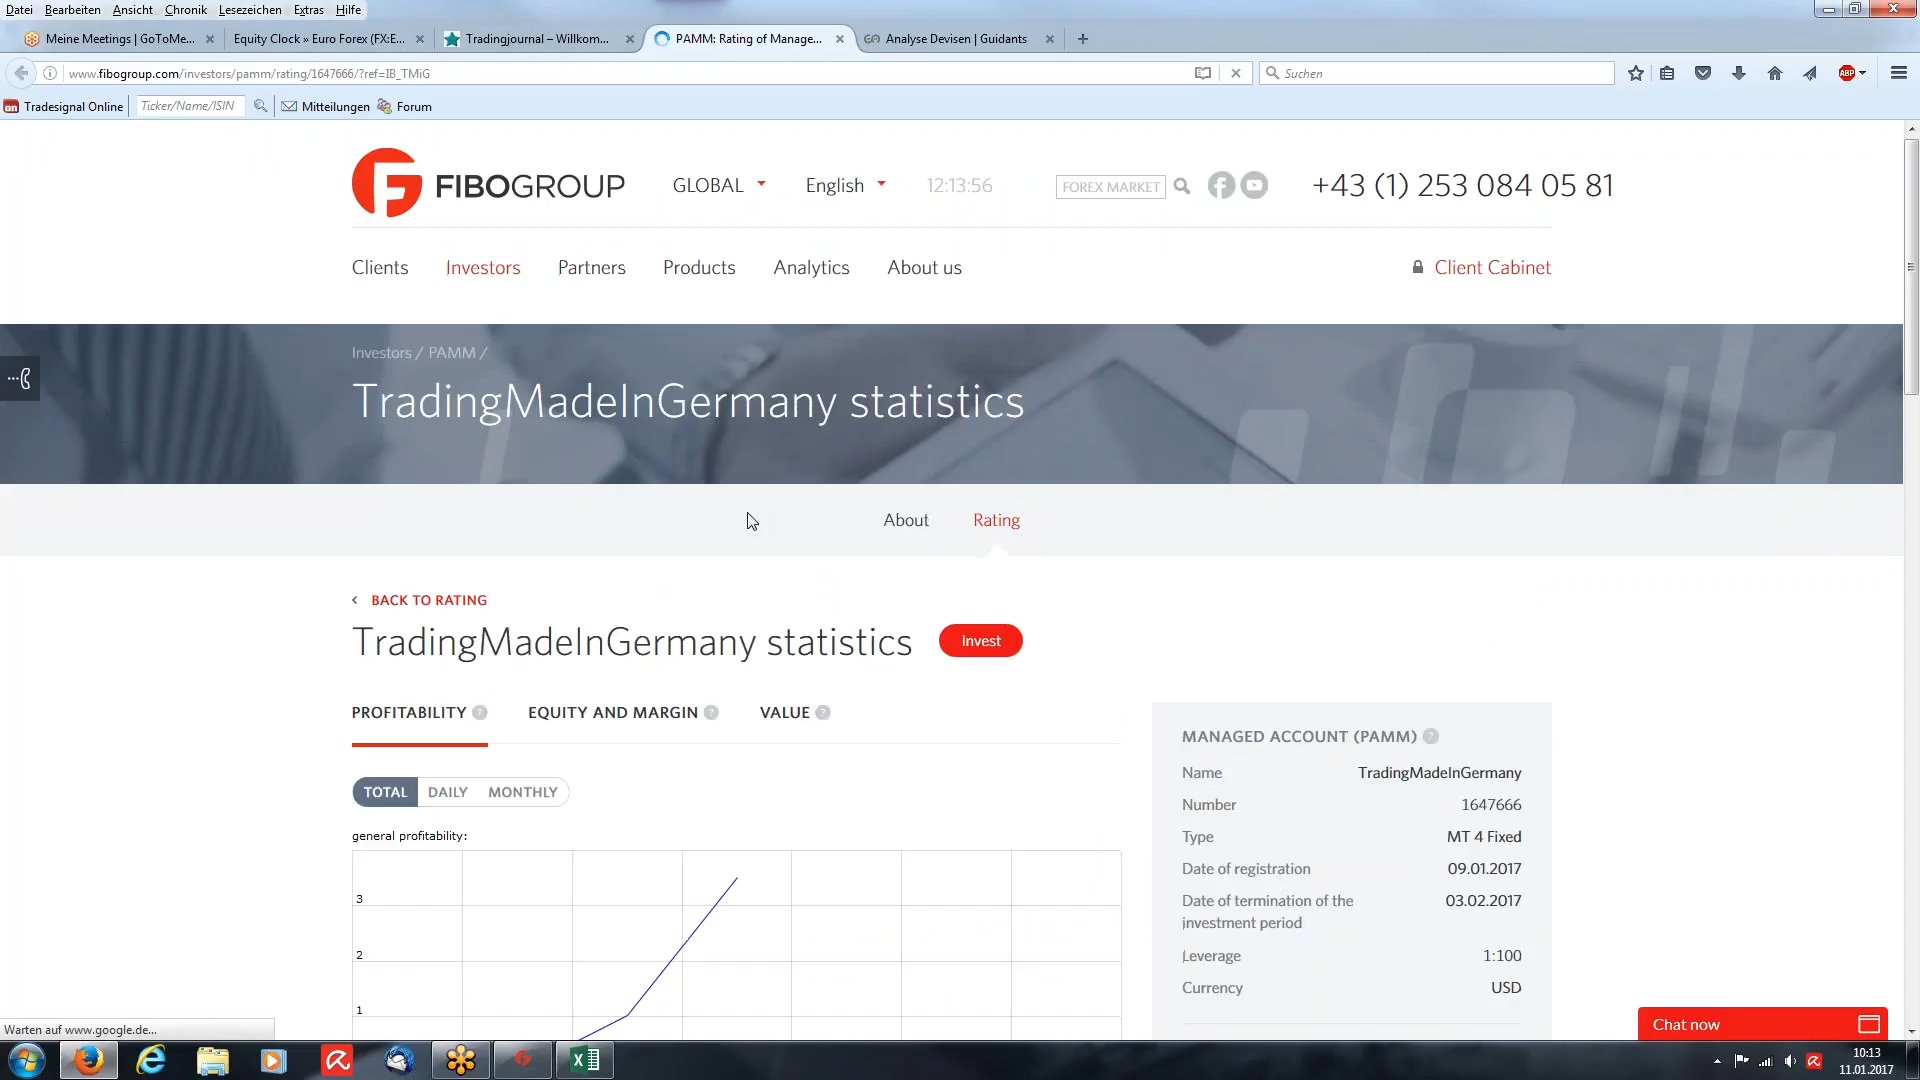 Datei Bearbeiten Ansicht Chronik Lesezeichen Extras Hilfe
Meine Meetings | GoToMe... Equity Clock » Euro Forex (FX:E... Tradingjournal – Willkom... PAMM: Rating of Manage... Analyse Devisen | Guidants
www.fibogroup.com/investors/pamm/rating/1647666/?ref=IB_TMiG Suchen ABP
on Tradesignal Online Ticker/Name/ISIN Mitteilungen Forum
FIBOGROUP GLOBAL English 12:13:56 FOREX MARKET +43 (1) 253 084 05 81
Clients Investors Partners Products Analytics About us Client Cabinet
Investors / PAMM /
TradingMadeInGermany statistics
About Rating
BACK TO RATING
TradingMadeInGermany statistics Invest
PROFITABILITY ? EQUITY AND MARGIN ? VALUE ?
TOTAL DAILY MONTHLY
general profitability:
3
2
1
MANAGED ACCOUNT (PAMM) ?
Name TradingMadeInGermany
Number 1647666
Type MT 4 Fixed
Date of registration 09.01.2017
Date of termination of the 03.02.2017
investment period
Leverage 1:100
Currency USD
Chat now
Warten auf www.google.de...
10:13
11.01.2017